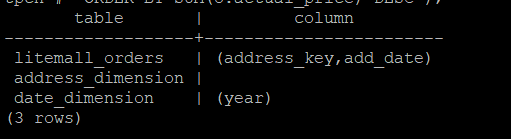 table | column
-------------------+------------------------
litemall_orders | (address_key,add_date)
address_dimension |
date_dimension | (year)
(3 rows)